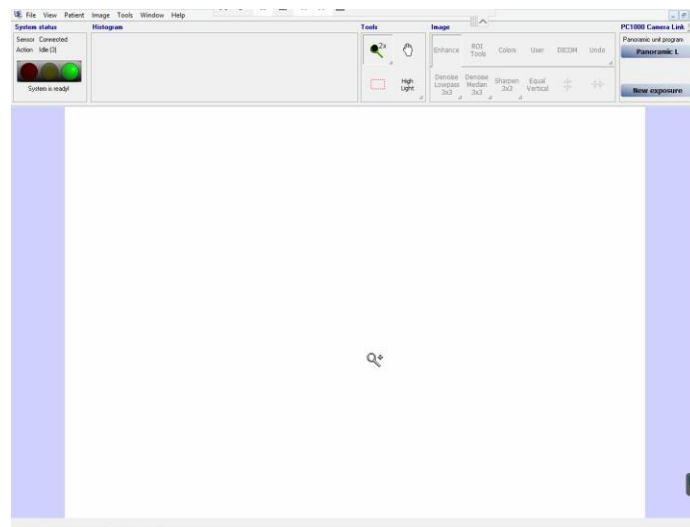 File View Patient Image Tools Window Help
System status
Sensor Connected
Action Idle (3)
System is ready!
Histogram
Tools
2x
High
Light
Image
Enhance
ROI
Tools
Colors
User
DICOM
Undo
Denoise
Lowpass
3x3
Denoise
Median
3x3
Sharpen
3x3
Equal
Vertical
PC1000 Camera Link
Panoramic unit program
Panoramic L
New exposure